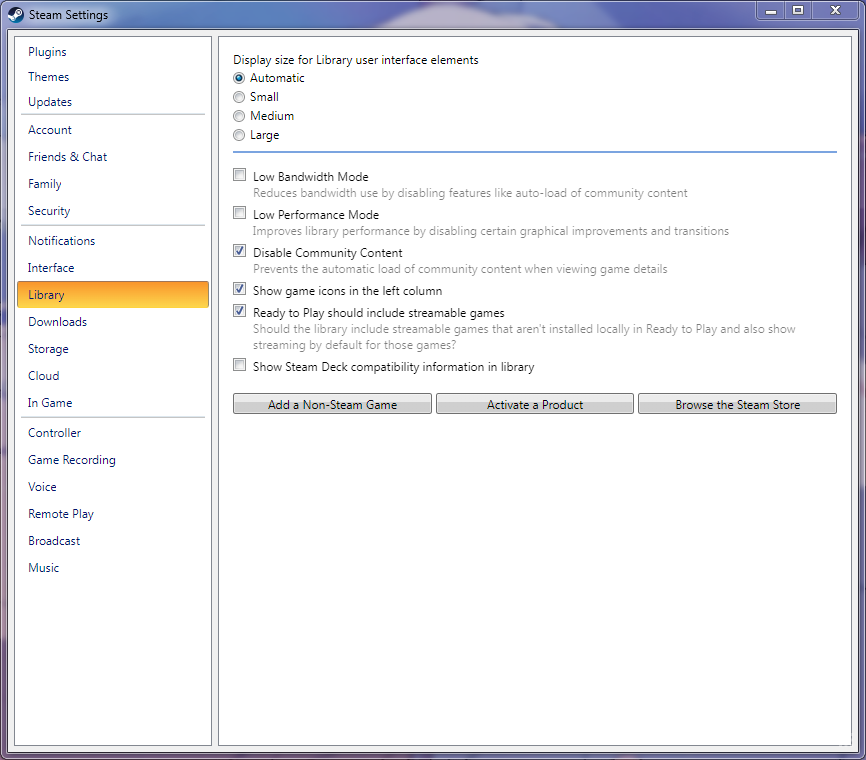 Steam Settings
Plugins
Themes
Updates
Account
Friends & Chat
Family
Security
Notifications
Interface
Library
Downloads
Storage
Cloud
In Game
Controller
Game Recording
Voice
Remote Play
Broadcast
Music
Display size for Library user interface elements
Automatic
Small
Medium
Large
Low Bandwidth Mode
Reduces bandwidth use by disabling features like auto-load of community content
Low Performance Mode
Improves library performance by disabling certain graphical improvements and transitions
Disable Community Content
Prevents the automatic load of community content when viewing game details
Show game icons in the left column
Ready to Play should include streamable games
Should the library include streamable games that aren't installed locally in Ready to Play and also show
streaming by default for those games?
Show Steam Deck compatibility information in library
Add a Non-Steam Game
Activate a Product
Browse the Steam Store